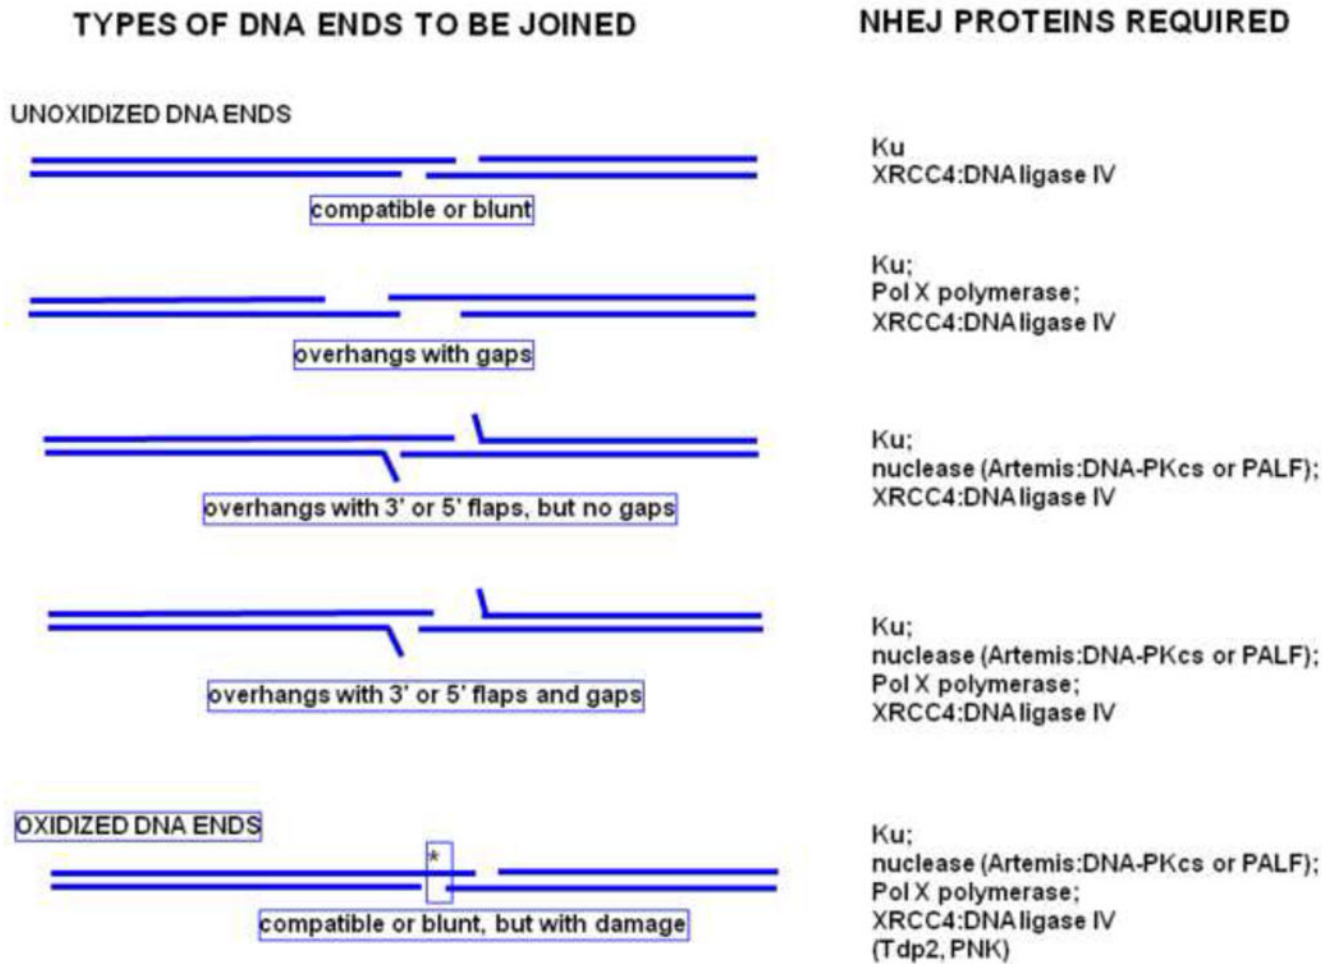 TYPES OF DNA ENDS TO BE JOINED
NHEJ PROTEINS REQUIRED
UNOXIDIZED DNA ENDS
compatible or blunt
Ku
XRCC4:DNA ligase IV
overhangs with gaps
Ku;
Pol X polymerase;
XRCC4:DNA ligase IV
overhangs with 3' or 5' flaps, but no gaps
Ku;
nuclease (Artemis:DNA-PKcs or PALF);
XRCC4:DNA ligase IV
overhangs with 3' or 5' flaps and gaps
Ku;
nuclease (Artemis:DNA-PKcs or PALF);
Pol X polymerase;
XRCC4:DNA ligase IV
OXIDIZED DNA ENDS
*
compatible or blunt, but with damage
Ku;
nuclease (Artemis:DNA-PKcs or PALF);
Pol X polymerase;
XRCC4:DNA ligase IV
(Tdp2, PNK)